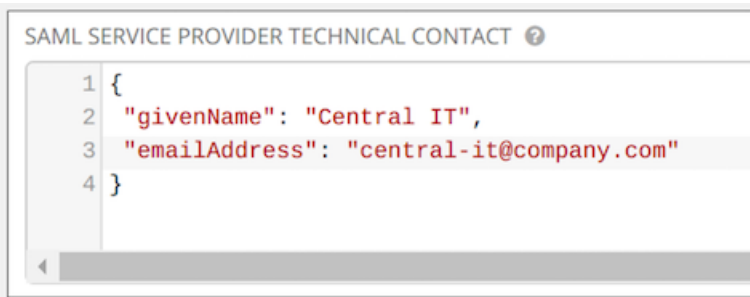 SAML SERVICE PROVIDER TECHNICAL CONTACT ?
1 {
2 "givenName": "Central IT",
3 "emailAddress": "central-it@company.com"
4 }